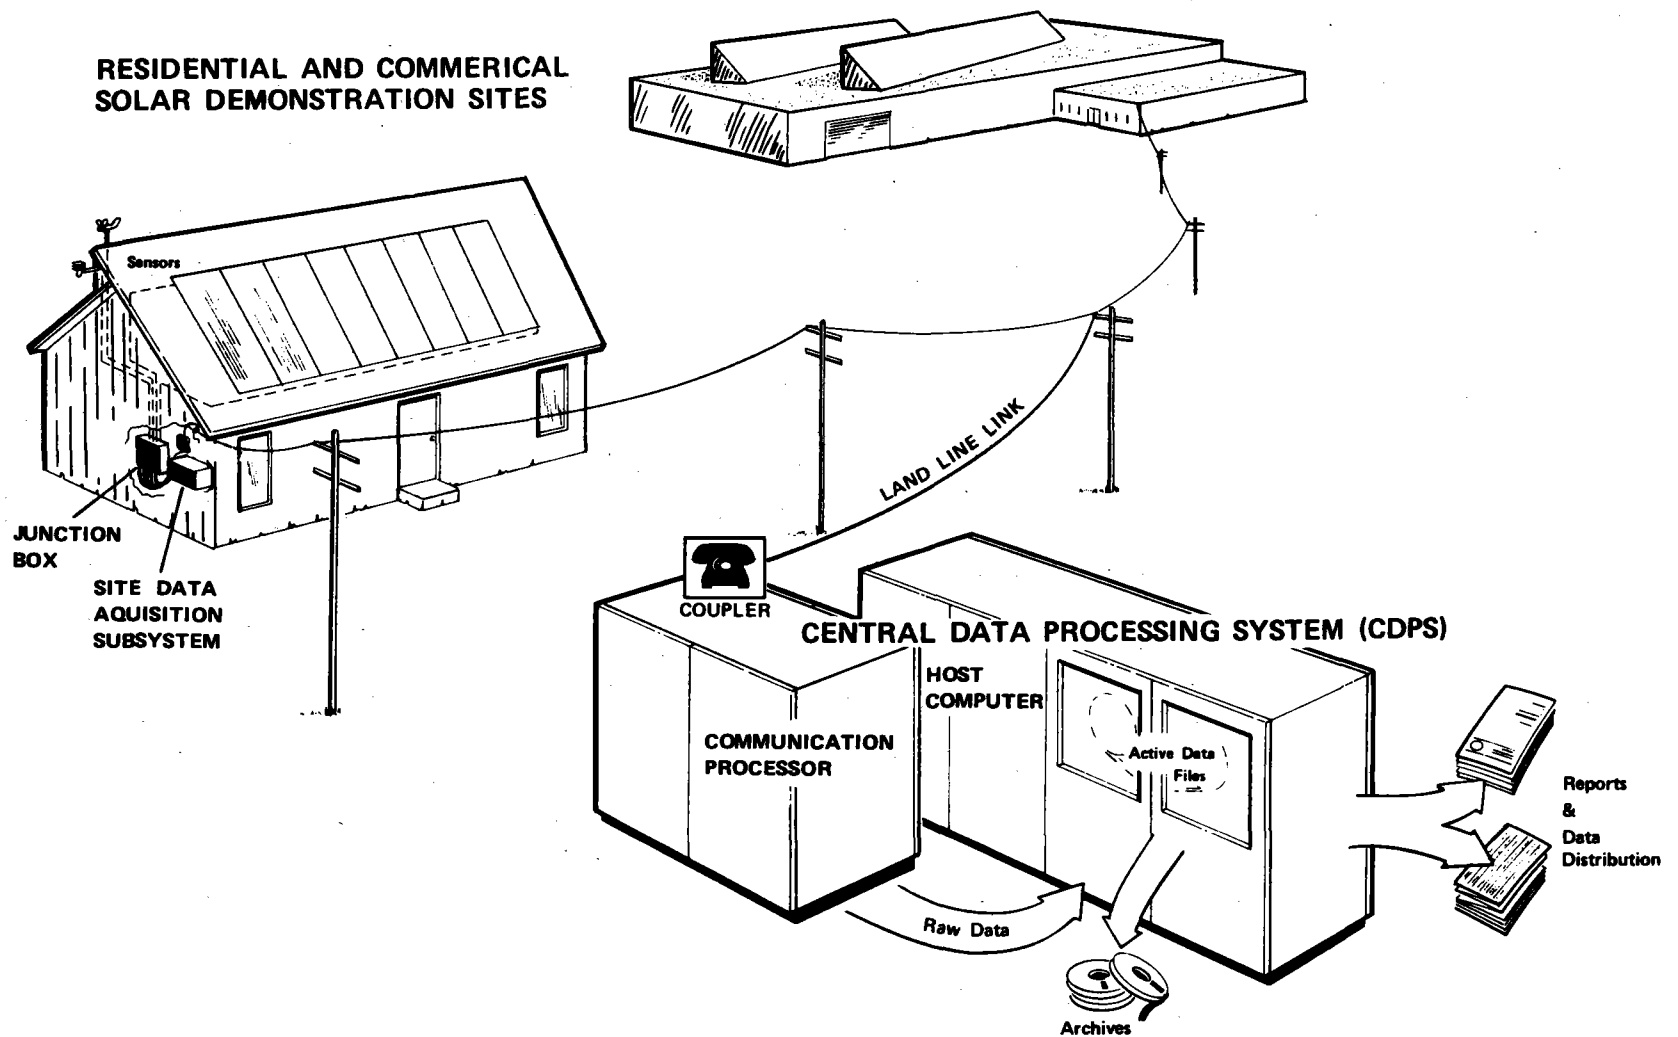 RESIDENTIAL AND COMMERICAL
SOLAR DEMONSTRATION SITES
Sensors
JUNCTION
BOX
SITE DATA
AQUISITION
SUBSYSTEM
LAND LINE LINK
COUPLER
CENTRAL DATA PROCESSING SYSTEM (CDPS)
HOST
COMPUTER
COMMUNICATION
PROCESSOR
Active Data
Files
Raw Data
Archives
Reports
&
Data
Distribution